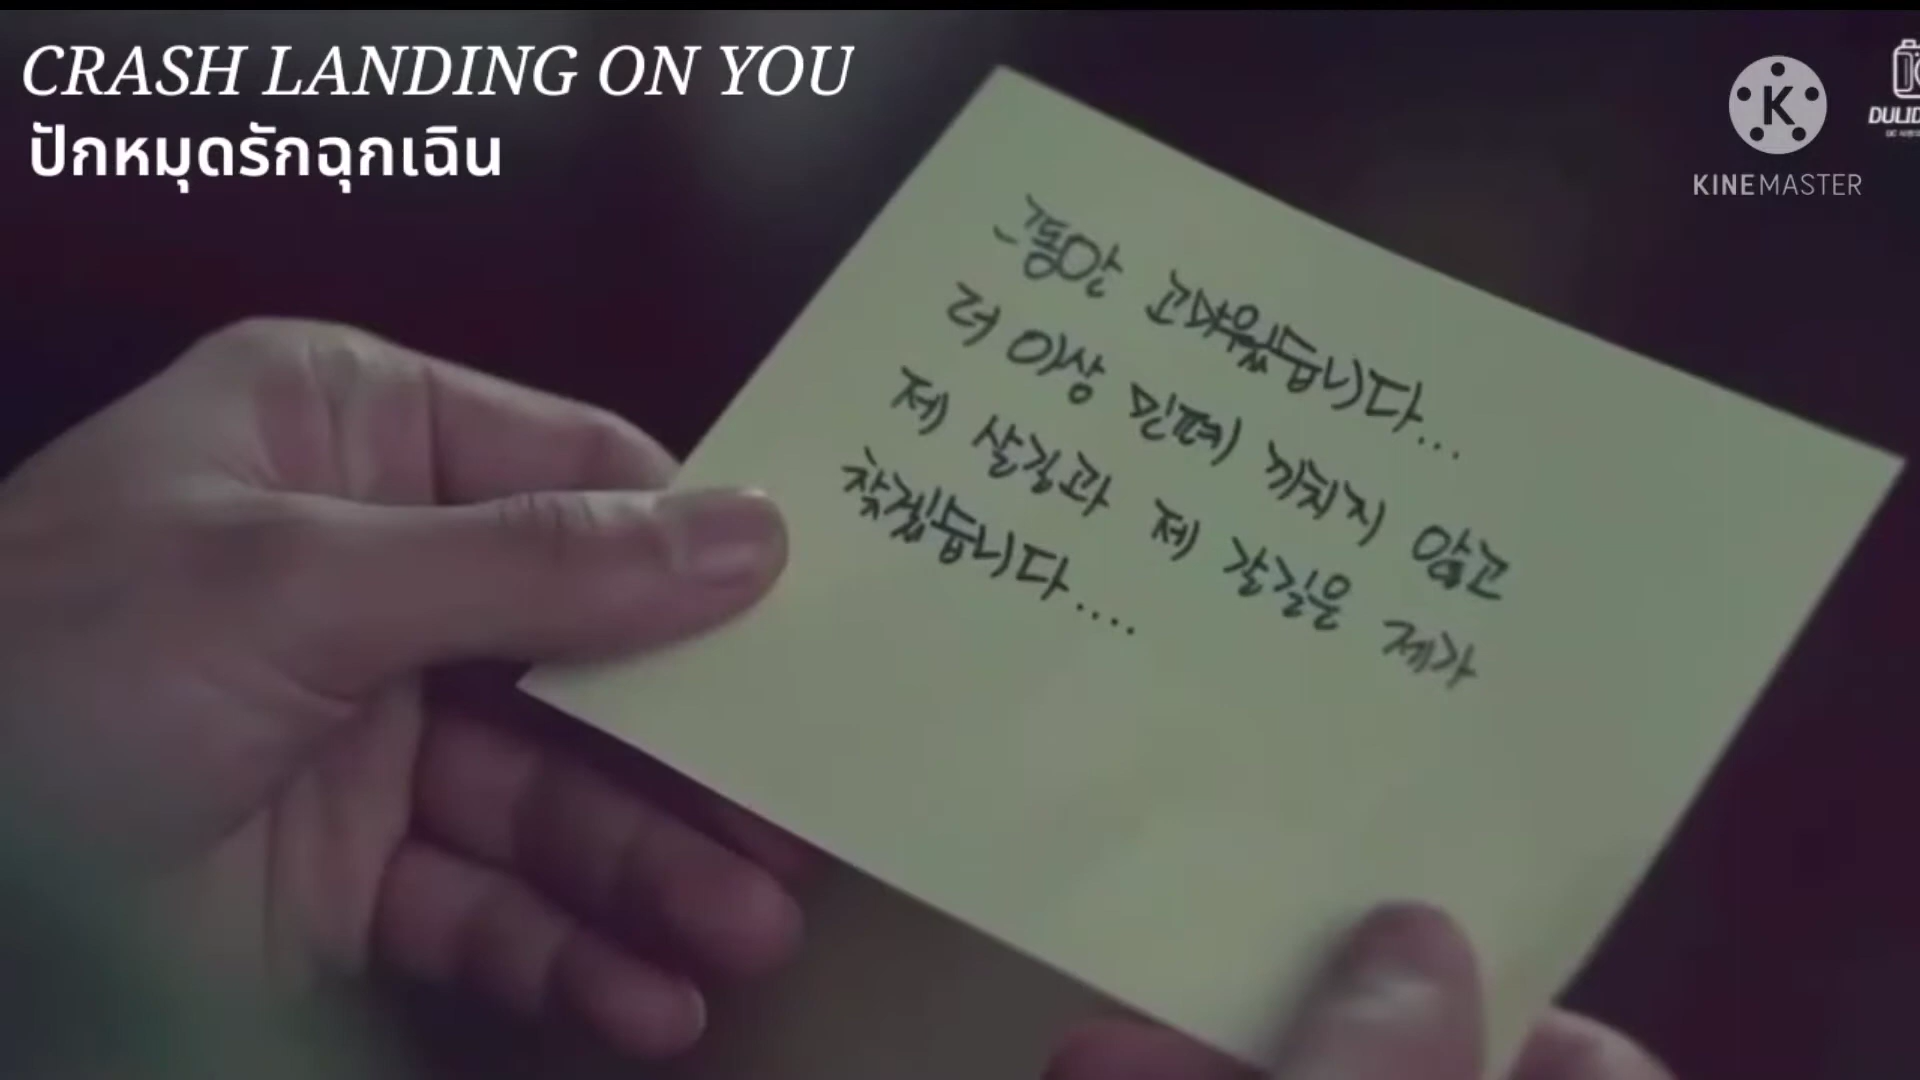 CRASH LANDING ON YOU
ปักหมุดรักฉุกเฉิน
KINEMASTER
그동안 고마웠습니다...
더 이상 민폐 끼치지 않고
제 살길과 제 갈길은 제가
찾겠습니다....